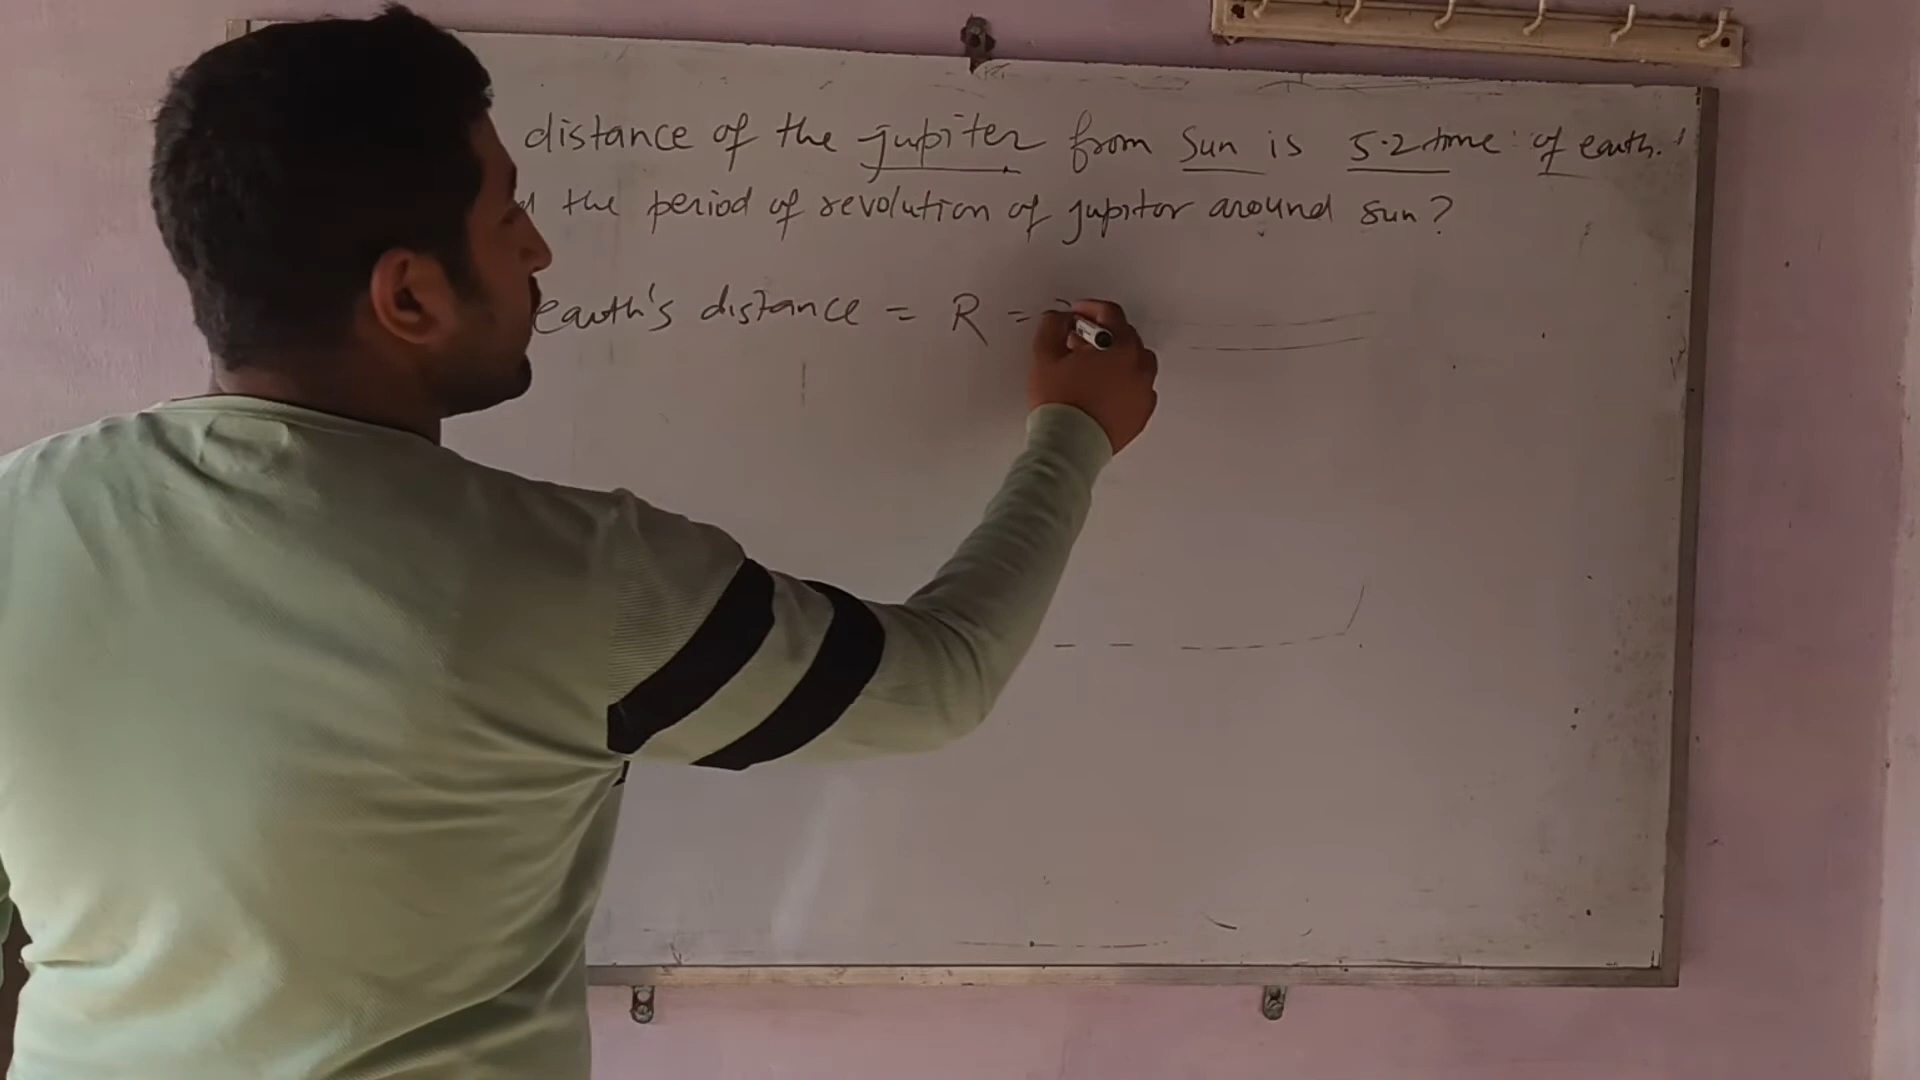 distance of the jupiter from Sun is 5.2 time of earth.
the period of revolution of jupitor around sun?
earth's distance = R =